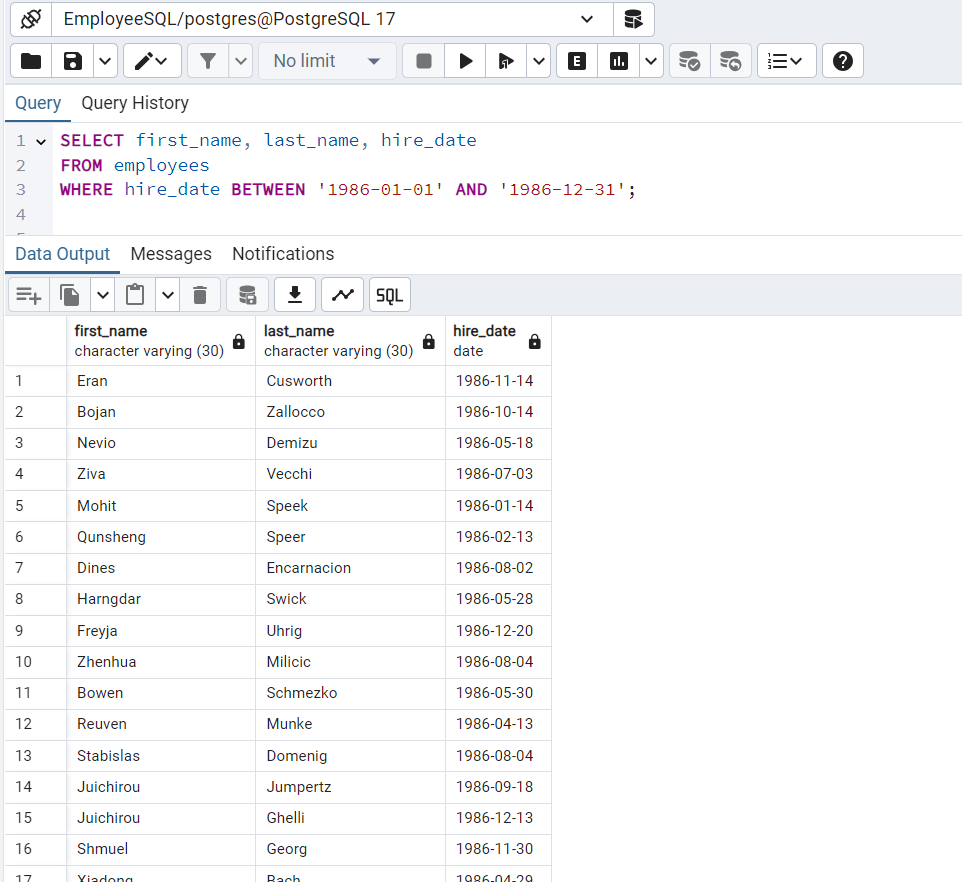 EmployeeSQL/postgres@PostgreSQL 17
No limit
E
Query Query History
1 SELECT first_name, last_name, hire_date
2 FROM employees
3 WHERE hire_date BETWEEN '1986-01-01' AND '1986-12-31';
4
Data Output Messages Notifications
SQL
first_name last_name hire_date
character varying (30) character varying (30) date
1 Eran Cusworth 1986-11-14
2 Bojan Zallocco 1986-10-14
3 Nevio Demizu 1986-05-18
4 Ziva Vecchi 1986-07-03
5 Mohit Speek 1986-01-14
6 Qunsheng Speer 1986-02-13
7 Dines Encarnacion 1986-08-02
8 Harngdar Swick 1986-05-28
9 Freyja Uhrig 1986-12-20
10 Zhenhua Milicic 1986-08-04
11 Bowen Schmezko 1986-05-30
12 Reuven Munke 1986-04-13
13 Stabislas Domenig 1986-08-04
14 Juichirou Jumpertz 1986-09-18
15 Juichirou Ghelli 1986-12-13
16 Shmuel Georg 1986-11-30
17 Xiadong Bach 1986-04-29